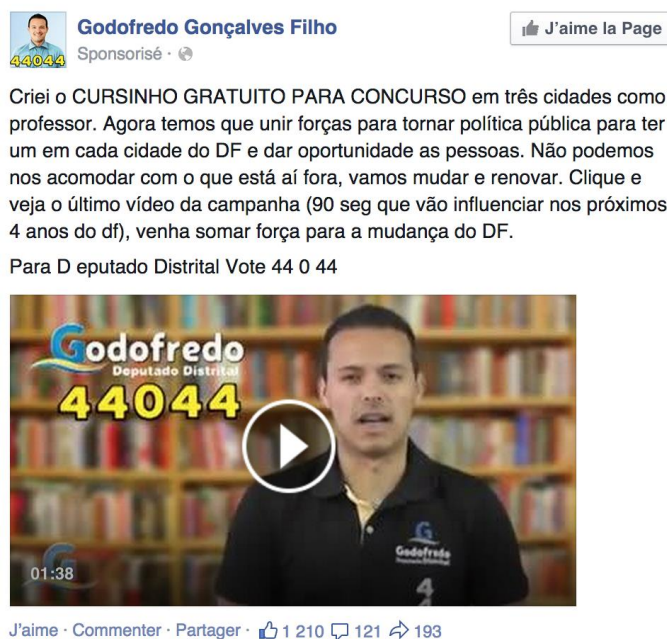 Godofredo Gonçalves Filho
J'aime la Page
44044
Sponsorisé ·
Criei o CURSINHO GRATUITO PARA CONCURSO em três cidades como
professor. Agora temos que unir forças para tornar política pública para ter
um em cada cidade do DF e dar oportunidade as pessoas. Não podemos
nos acomodar com o que está aí fora, vamos mudar e renovar. Clique e
veja o último vídeo da campanha (90 seg que vão influenciar nos próximos
4 anos do df), venha somar força para a mudança do DF.
Para D eputado Distrital Vote 44 0 44
Godofredo
Deputado Distrital
44044
G
Godofredo
Deputado Distrital
4
01:38
J'aime · Commenter · Partager · 1 210 121 193